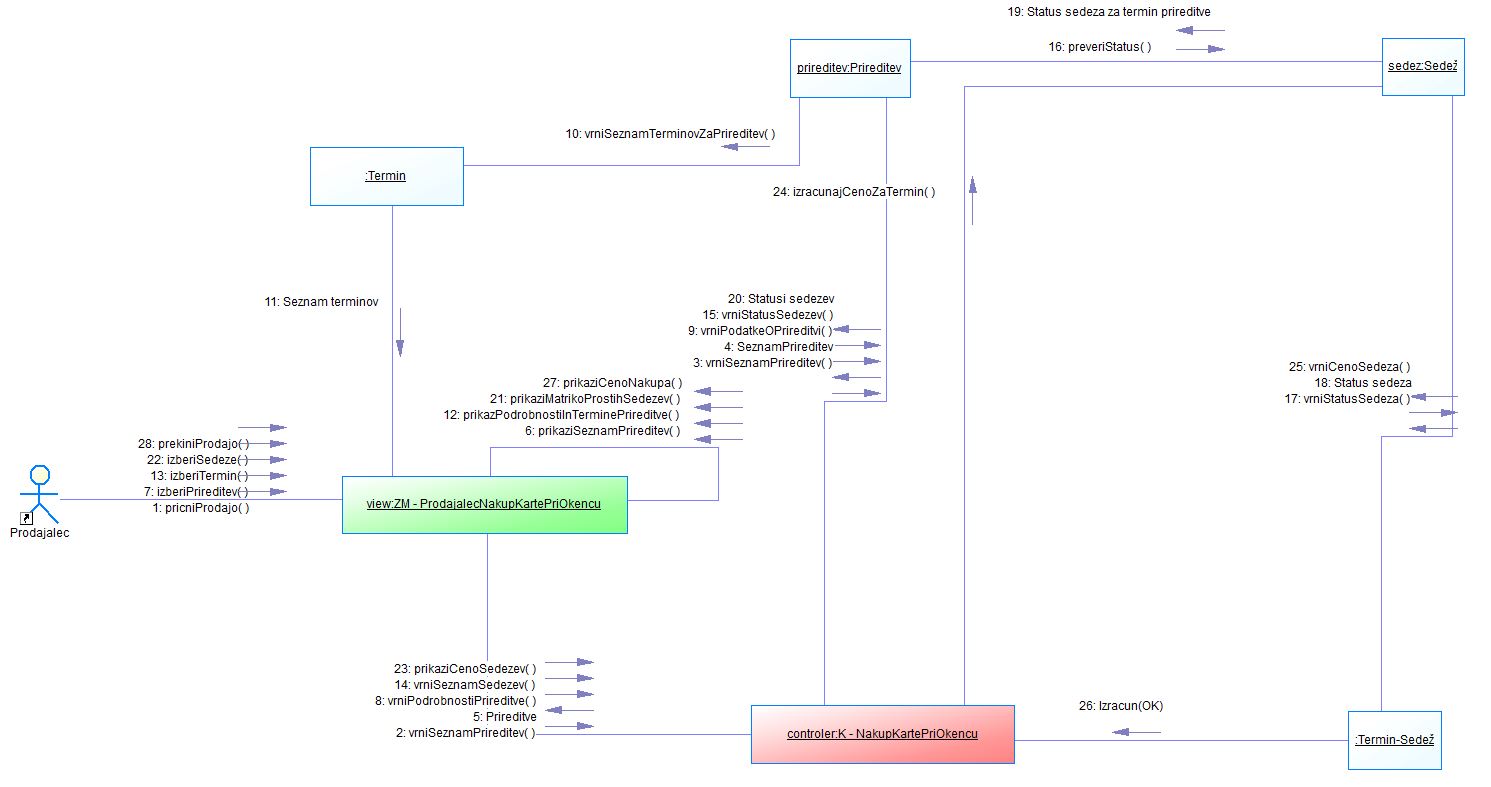 19: Status sedeza za termin prireditve
16: preveriStatus( )
prireditev:Prireditev
sedez:Sedež
10: vrniSeznamTerminovZaPrireditev( )
:Termin
24: izracunajCenoZaTermin( )
11: Seznam terminov
20: Statusi sedezev
15: vrniStatusSedezev( )
9: vrniPodatkeOPrireditvi( )
4: SeznamPrireditev
3: vrniSeznamPrireditev( )
25: vrniCenoSedeza( )
18: Status sedeza
17: vrniStatusSedeza( )
27: prikaziCenoNakupa( )
21: prikaziMatrikoProstihSedezev( )
12: prikazPodrobnostiInTerminePrireditve( )
6: prikaziSeznamPrireditev( )
28: prekiniProdajo( )
22: izberiSedeze( )
13: izberiTermin( )
7: izberiPrireditev( )
1: pricniProdajo( )
Prodajalec
view:ZM - ProdajalecNakupKartePriOkencu
23: prikaziCenoSedezev( )
14: vrniSeznamSedezev( )
8: vrniPodrobnostiPrireditve( )
5: Prireditve
2: vrniSeznamPrireditev( )
controler:K - NakupKartePriOkencu
26: Izracun(OK)
:Termin-Sedež